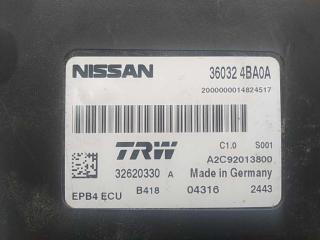 NISSAN 36032 4BA0A
2000000014824517
TRW C1.0 S001
A2C92013800
32620330 A Made in Germany
EPB4 ECU B418 04316 2443